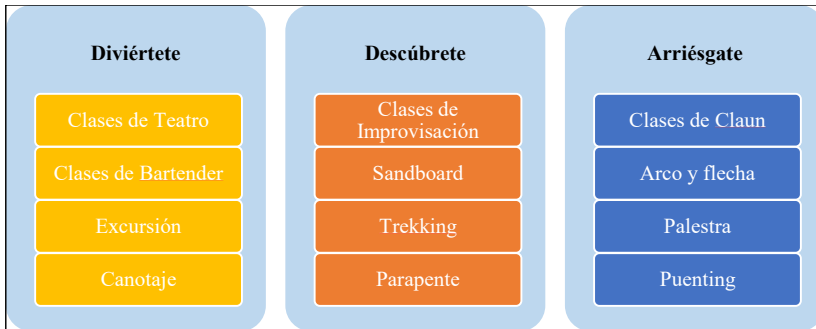 Diviértete
Clases de Teatro
Clases de Bartender
Excursión
Canotaje
Descúbrete
Clases de
Improvisación
Sandboard
Trekking
Parapente
Arriésgate
Clases de Claun
Arco y flecha
Palestra
Puenting